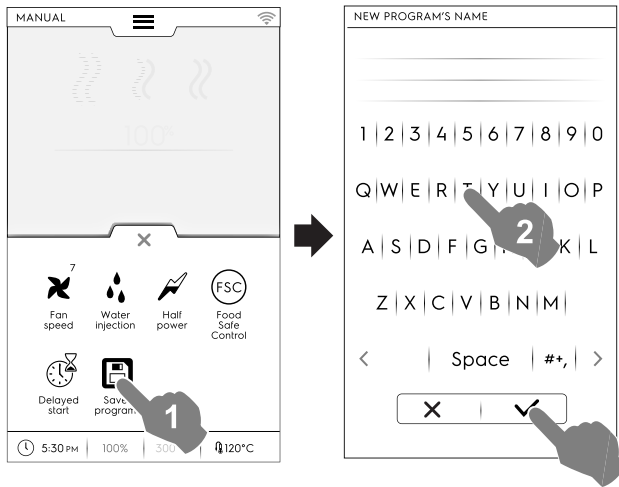 MANUAL
100%
7
Fan speed
Water injection
Half power
FSC
Food Safe Control
Delayed start
Save program
1
5:30 PM 100% 300 120°C
NEW PROGRAM'S NAME
1 2 3 4 5 6 7 8 9 0
Q W E R T Y U I O P
A S D F G K L
2
Z X C V B N M
< Space #+, >